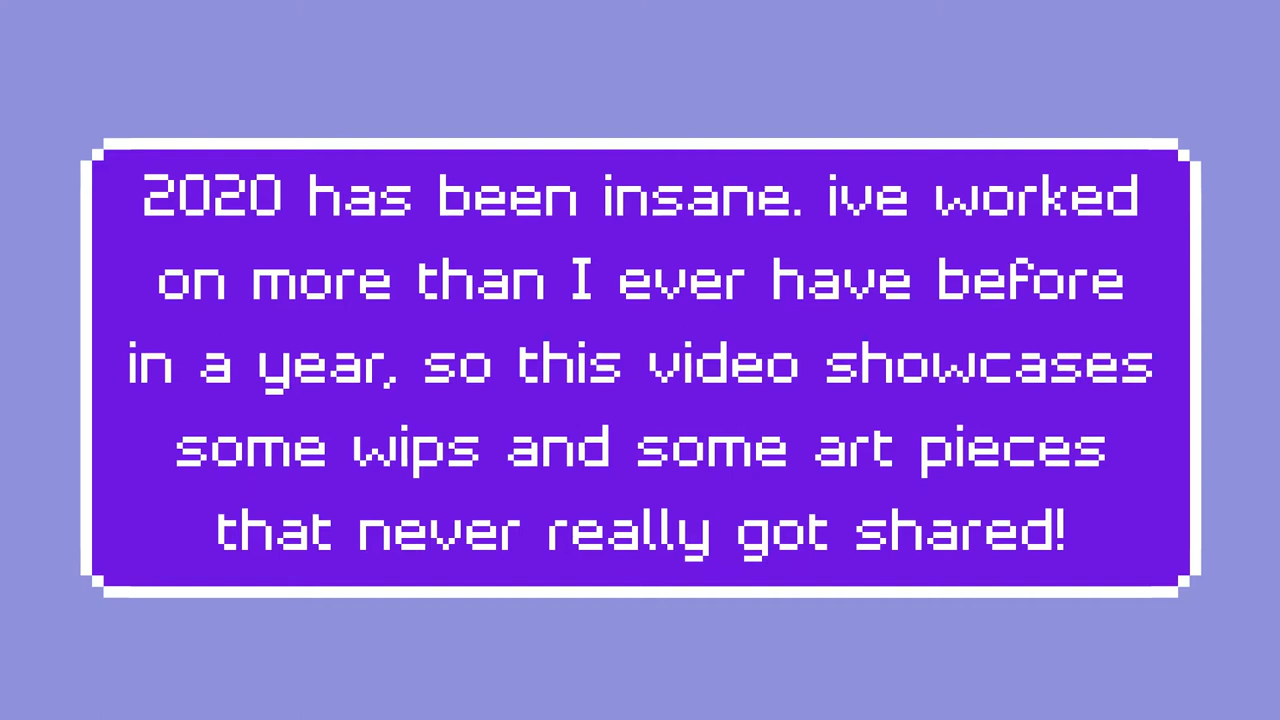 2020 has been insane. ive worked
on more than I ever have before
in a year, so this video showcases
some wips and some art pieces
that never really got shared!